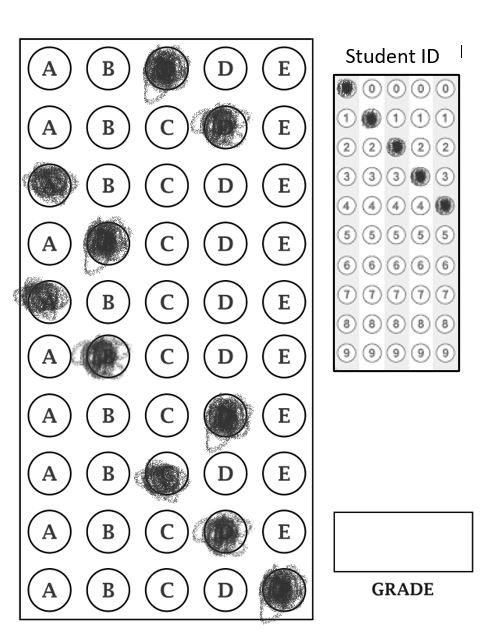 A B D E
A B C E
B C D E
A C D E
B C D E
A C D E
A B C E
A B D E
A B C E
A B C D
Student ID
0 0 0 0
1 1 1 1
2 2 2 2
3 3 3 3
4 4 4 4
5 5 5 5 5
6 6 6 6 6
7 7 7 7 7
8 8 8 8 8
9 9 9 9 9
GRADE